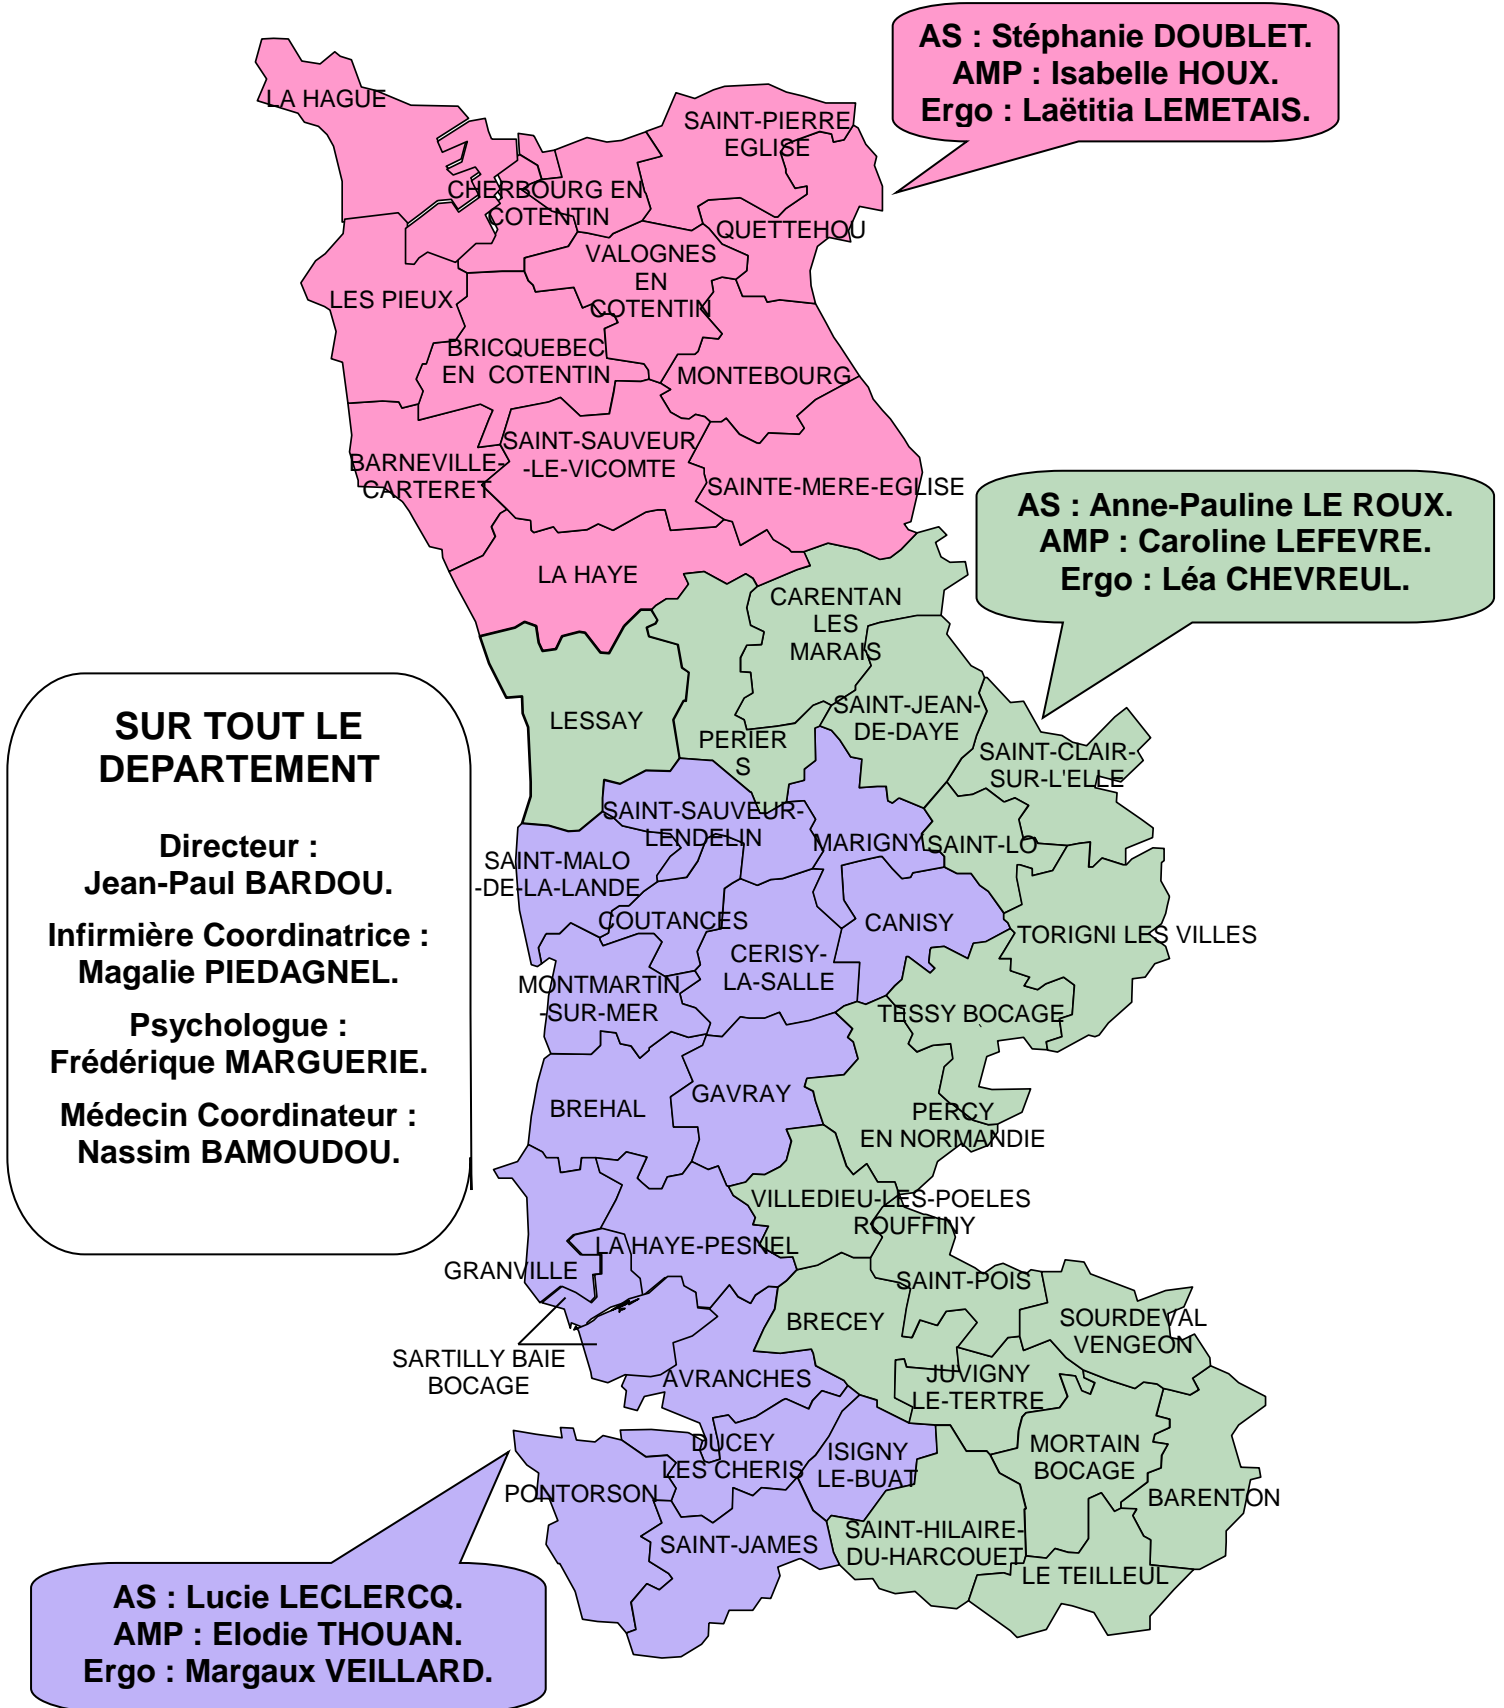 AS : Stéphanie DOUBLET.
AMP : Isabelle HOUX.
Ergo : Laëtitia LEMETAIS.
LA HAGUE
SAINT-PIERRE
EGLISE
CHERBOURG EN
COTENTIN
QUETTEHOU
VALOGNES
EN
COTENTIN
LES PIEUX
BRICQUEBEC
EN COTENTIN
MONTEBOURG
SAINT-SAUVEUR
-LE-VICOMTE
BARNEVILLE-
CARTERET
SAINTE-MERE-EGLISE
LA HAYE
AS : Anne-Pauline LE ROUX.
AMP : Caroline LEFEVRE.
Ergo : Léa CHEVREUL.
CARENTAN
LES
MARAIS
LESSAY
PERIER
S
SAINT-JEAN-
DE-DAYE
SAINT-CLAIR-
SUR-L'ELLE
SUR TOUT LE
DEPARTEMENT
Directeur :
Jean-Paul BARDOU.
Infirmière Coordinatrice :
Magalie PIEDAGNEL.
Psychologue :
Frédérique MARGUERIE.
Médecin Coordinateur :
Nassim BAMOUDOU.
SAINT-SAUVEUR-
LENDELIN
MARIGNY
SAINT-LO
SAINT-MALO
-DE-LA-LANDE
COUTANCES
CANISY
TORIGNI LES VILLES
CERISY-
LA-SALLE
MONTMARTIN
-SUR-MER
TESSY BOCAGE
GAVRAY
BREHAL
PERCY
EN NORMANDIE
VILLEDIEU-LES-POELES
ROUFFINY
LA HAYE-PESNEL
GRANVILLE
SAINT-POIS
BRECEY
SOURDEVAL
VENGEON
SARTILLY BAIE
BOCAGE
AVRANCHES
JUVIGNY
LE-TERTRE
DUCEY
LES CHERIS
ISIGNY
LE-BUAT
MORTAIN
BOCAGE
PONTORSON
BARENTON
SAINT-JAMES
SAINT-HILAIRE-
DU-HARCOUET
LE TEILLEUL
AS : Lucie LECLERCQ.
AMP : Elodie THOUAN.
Ergo : Margaux VEILLARD.